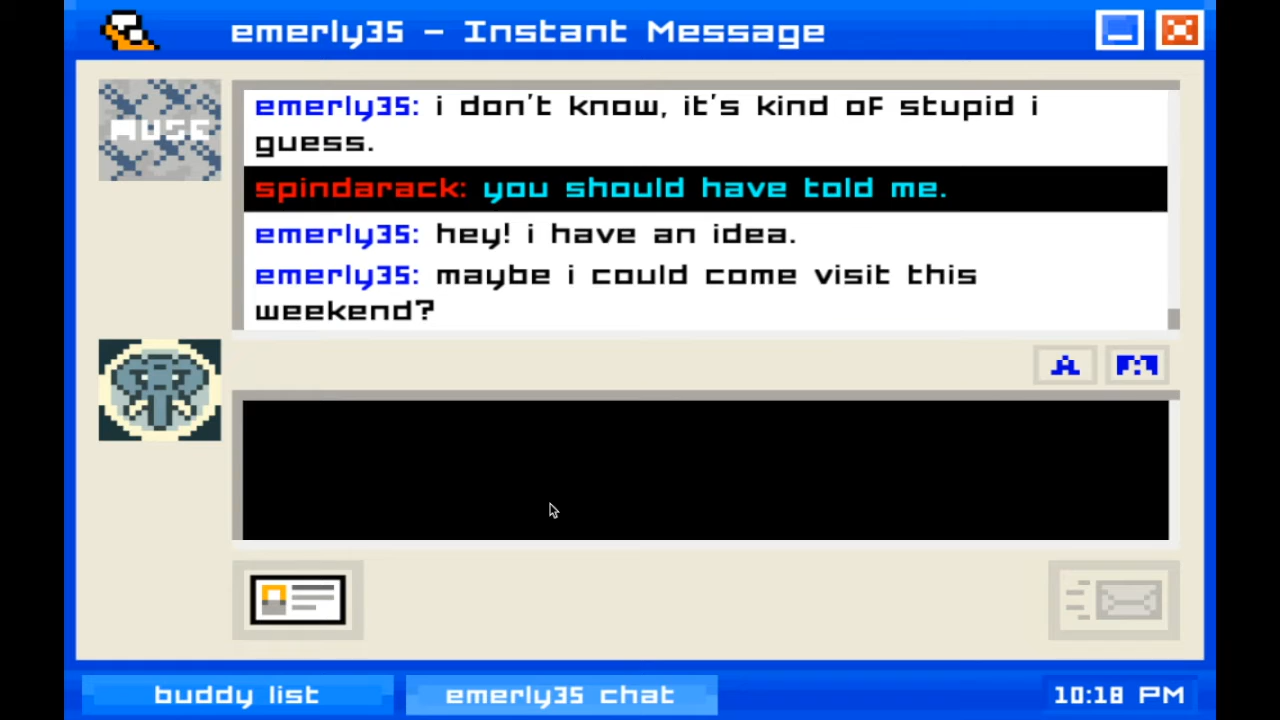 emerly35 - Instant Message
MUSE
emerly35: i don't know, it's kind of stupid i
guess.
spindarack: you should have told me.
emerly35: hey! i have an idea.
emerly35: maybe i could come visit this
weekend?
A
buddy list
emerly35 chat
10:18 PM